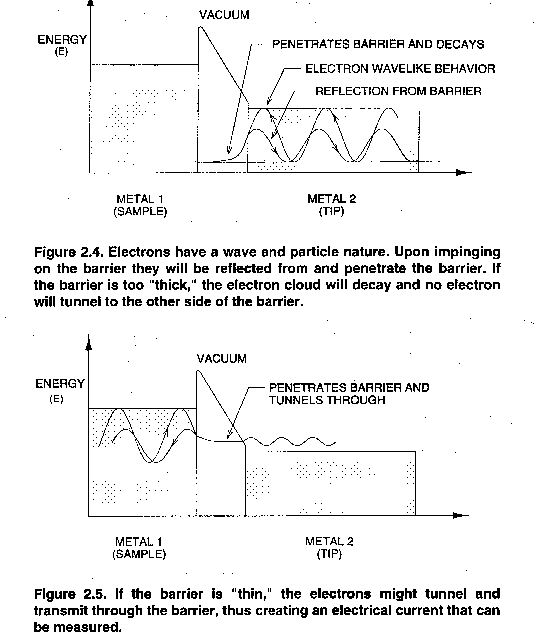 VACUUM
ENERGY
(E)
PENETRATES BARRIER AND DECAYS
ELECTRON WAVELIKE BEHAVIOR
REFLECTION FROM BARRIER
METAL 1
(SAMPLE)
METAL 2
(TIP)
Figure 2.4. Electrons have a wave and particle nature. Upon impinging
on the barrier they will be reflected from and penetrate the barrier. If
the barrier is too "thick," the electron cloud will decay and no electron
will tunnel to the other side of the barrier.
VACUUM
ENERGY
(E)
PENETRATES BARRIER AND
TUNNELS THROUGH
METAL 1
(SAMPLE)
METAL 2
(TIP)
Figure 2.5. If the barrier is "thin," the electrons might tunnel and
transmit through the barrier, thus creating an electrical current that can
be measured.